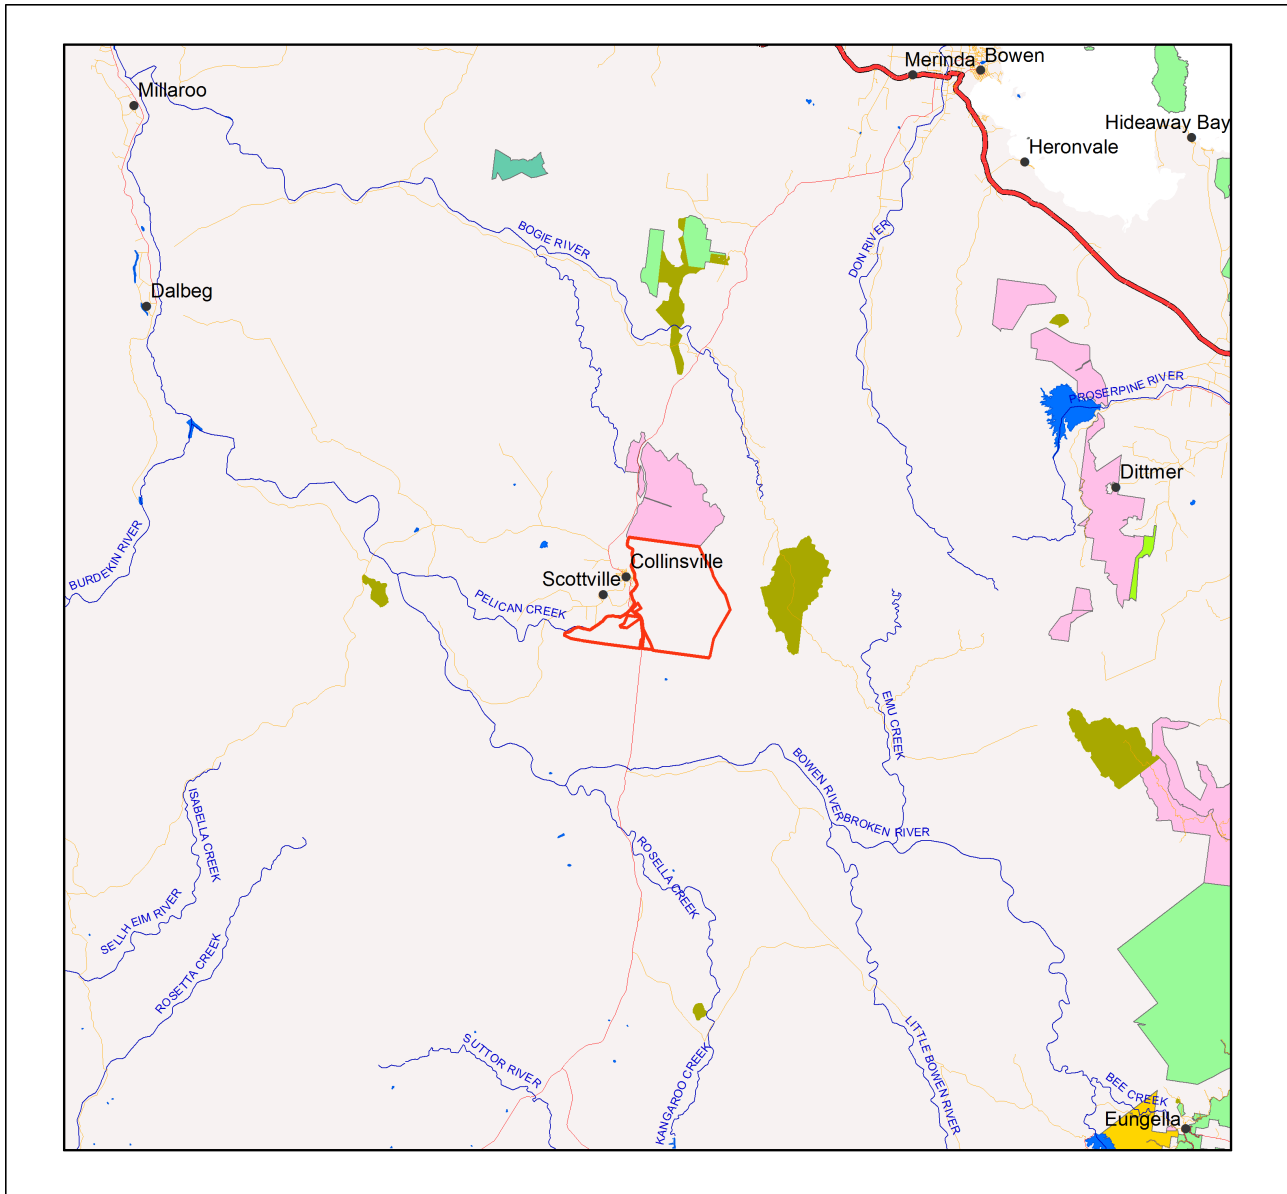 Merinda
Bowen
Millaroo
Hideaway Bay
Heronvale
BOGIE RIVER
DON RIVER
Dalbeg
PROSERPINE RIVER
Dittmer
BURDEKIN RIVER
Collinsville
Scottville
PELICAN CREEK
EMU CREEK
BOWEN RIVER
BROKEN RIVER
ISABELLA CREEK
ROSELLA CREEK
SELLH EIM RIVER
ROSETTA CREEK
LITTLE BOWEN RIVER
SUTTOR RIVER
KANGAROO CREEK
BEE CREEK
Eungella